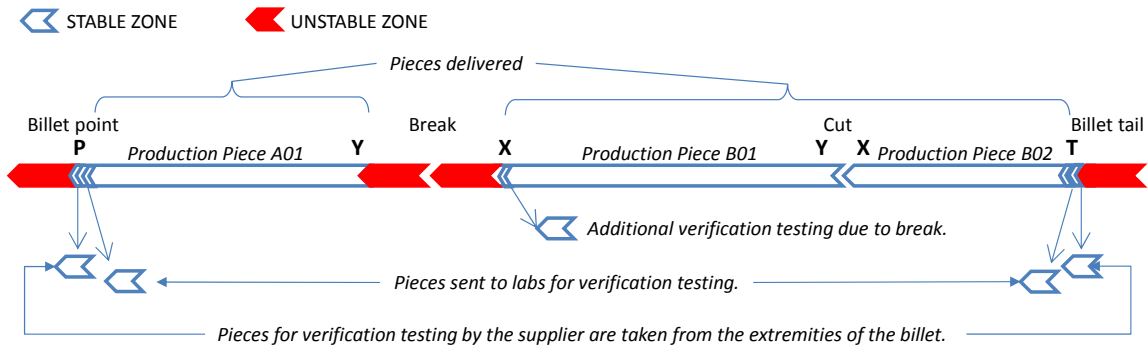 STABLE ZONE UNSTABLE ZONE
Pieces delivered
Billet point Break Cut Billet tail
P Production Piece A01 Y X Production Piece B01 Y X Production Piece B02 T
Additional verification testing due to break.
Pieces sent to labs for verification testing.
Pieces for verification testing by the supplier are taken from the extremities of the billet.